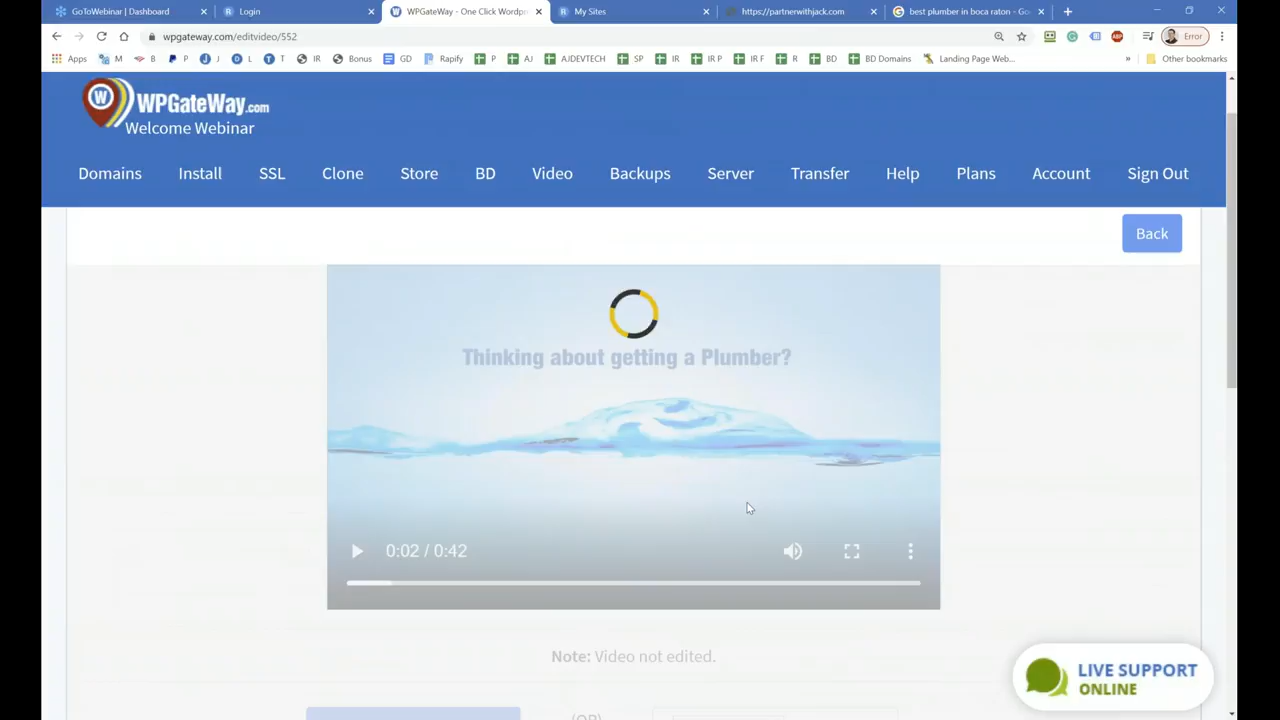 GoToWebinar | Dashboard
Login
WPGateWay - One Click Wordpr
My Sites
https://partnerwithjack.com
best plumber in boca raton - Go
wpgateway.com/editvideo/552
Error
Apps
M
B
P
J
L
T
IR
Bonus
GD
Rapify
P
AJ
AJDEVTECH
SP
IR
IR P
IR F
R
BD
BD Domains
Landing Page Web...
Other bookmarks
WPGateWay.com
Welcome Webinar
Domains
Install
SSL
Clone
Store
BD
Video
Backups
Server
Transfer
Help
Plans
Account
Sign Out
Back
Thinking about getting a Plumber?
0:02 / 0:42
Note: Video not edited.
LIVE SUPPORT
ONLINE
(OR)